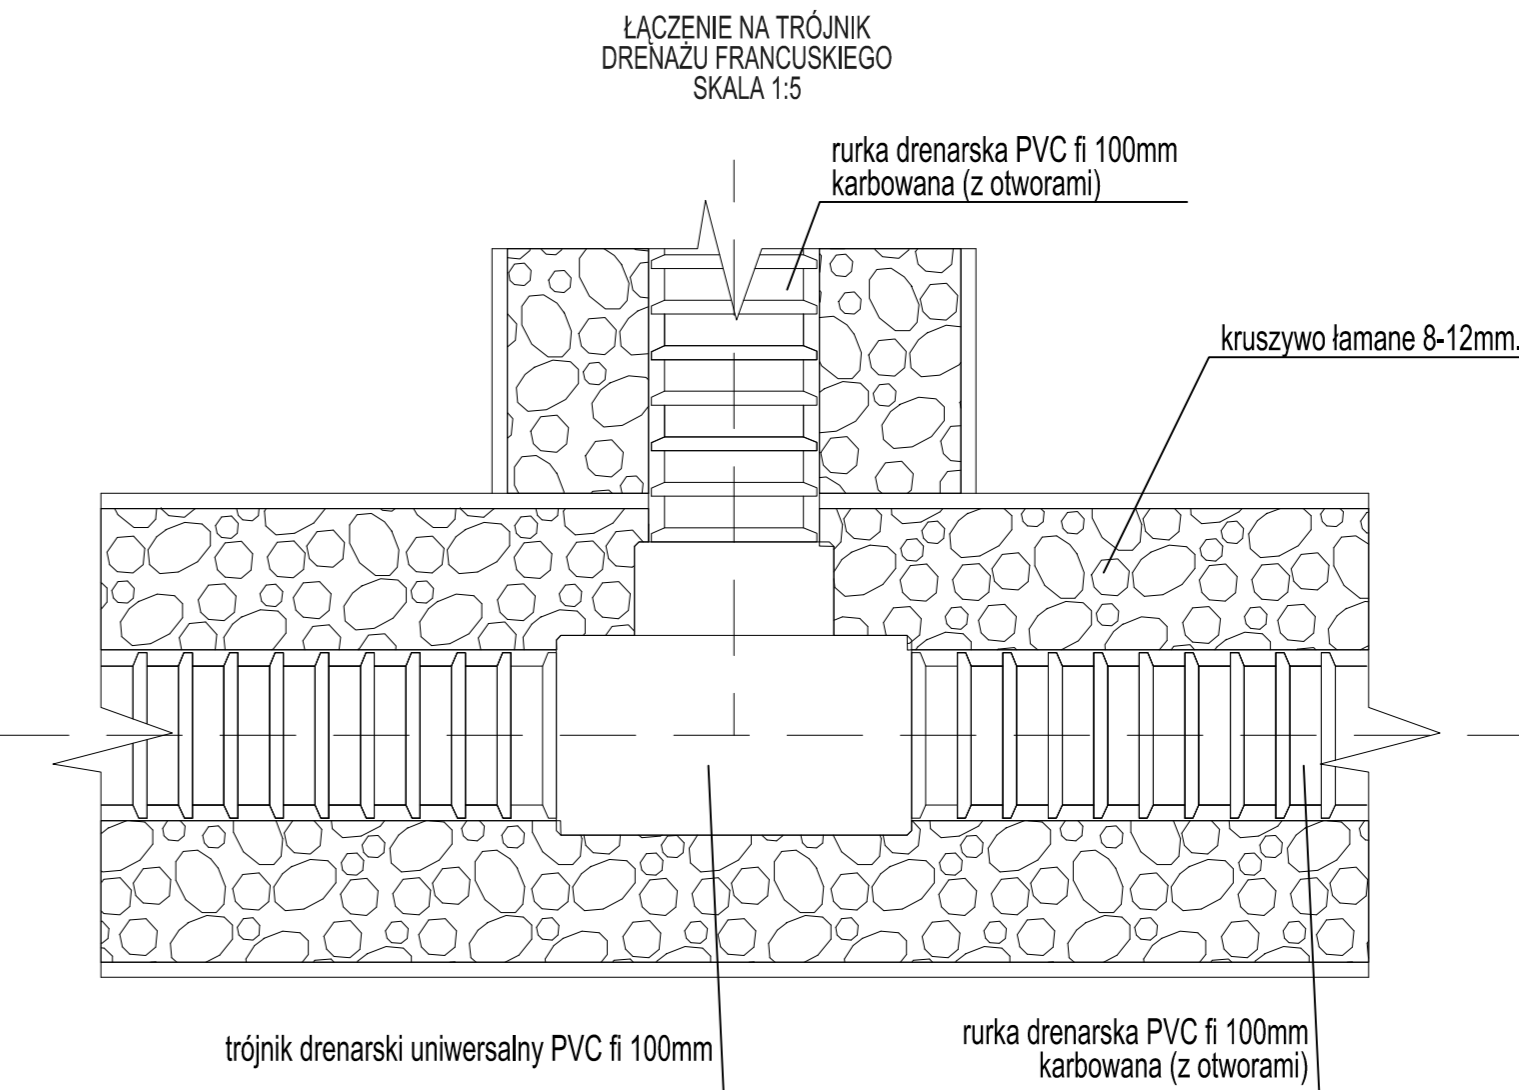 ŁĄCZENIE NA TRÓJNIK
DRENAŻU FRANCUSKIEGO
SKALA 1:5
rurka drenarska PVC fi 100mm
karbowana (z otworami)
kruszywo łamane 8-12mm.
trójnik drenarski uniwersalny PVC fi 100mm
rurka drenarska PVC fi 100mm
karbowana (z otworami)